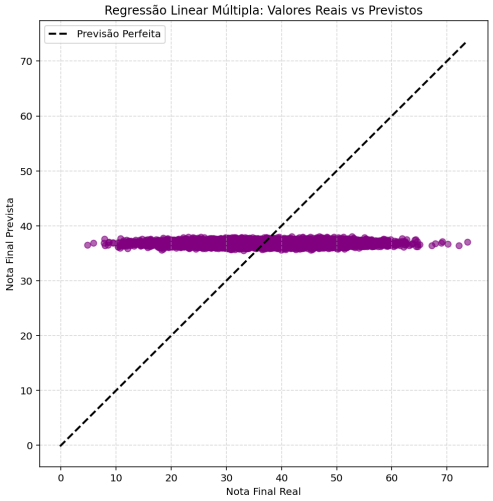 Regressão Linear Múltipla: Valores Reais vs Previstos
Previsão Perfeita
Nota Final Prevista
70
60
50
40
30
20
10
0
0 10 20 30 40 50 60 70
Nota Final Real